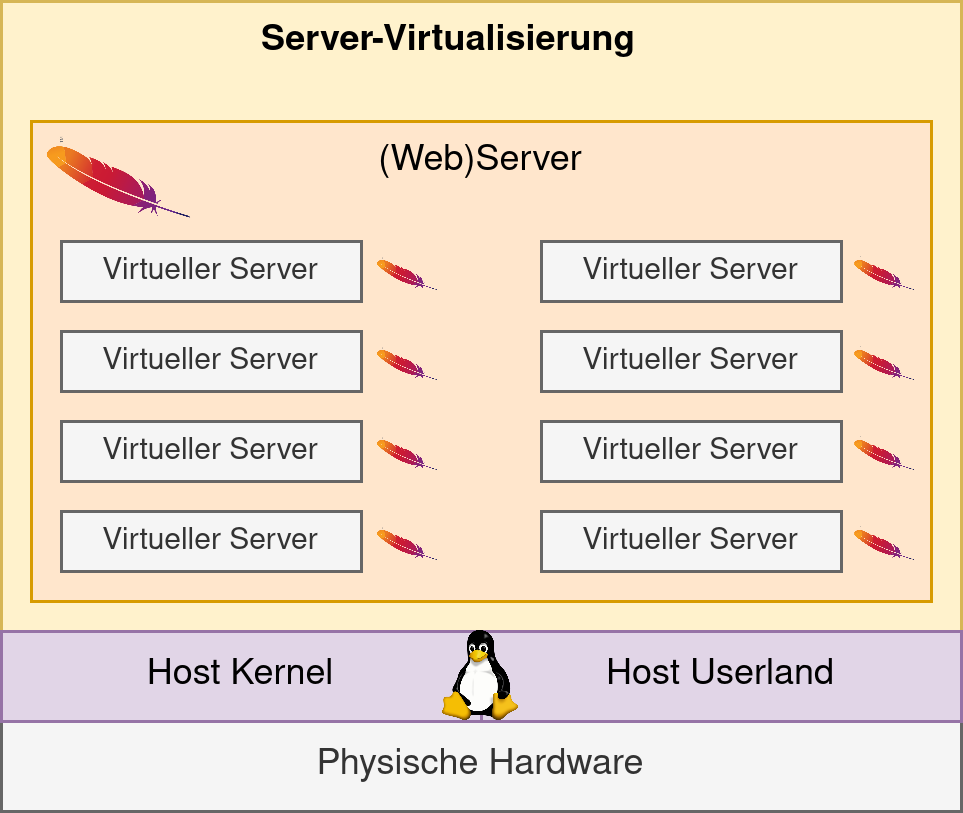 Server-Virtualisierung
(Web)Server
Virtueller Server
Virtueller Server
Virtueller Server
Virtueller Server
Virtueller Server
Virtueller Server
Virtueller Server
Virtueller Server
Host Kernel
Host Userland
Physische Hardware